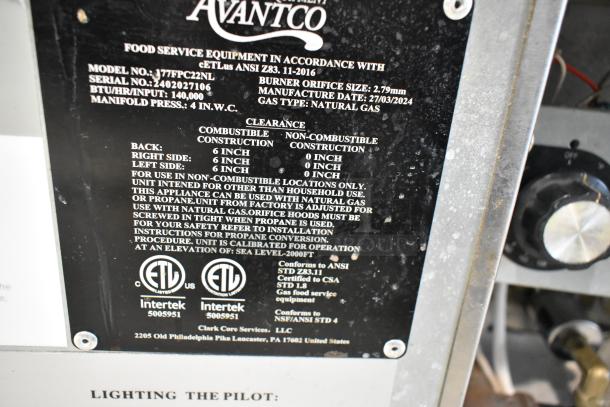 AVANTCO
FOOD SERVICE EQUIPMENT IN ACCORDANCE WITH
cETLus ANSI Z83. 11-2016
MODEL NO.: 177FPC22NL BURNER ORIFICE SIZE: 2.79mm
SERIAL NO.: 2402027106 MANUFACTURE DATE: 27/03/2024
BTU/HR/INPUT: 140,000 GAS TYPE: NATURAL GAS
MANIFOLD PRESS.: 4 IN.W.C.
CLEARANCE
COMBUSTIBLE NON-COMBUSTIBLE
CONSTRUCTION CONSTRUCTION
BACK: 6 INCH 0 INCH
RIGHT SIDE: 6 INCH 0 INCH
LEFT SIDE: 6 INCH 0 INCH
FOR USE IN NON-COMBUSTIBLE LOCATIONS ONLY.
UNIT INTENED FOR OTHER THAN HOUSEHOLD USE.
THIS APPLIANCE CAN BE USED WITH NATURAL GAS
OR PROPANE.UNIT FROM FACTORY IS ADJUSTED FOR
USE WITH NATURAL GAS.ORIFICE HOODS MUST BE
SCREWED IN TIGHT WHEN PROPANE IS USED.
FOR YOUR SAFETY REFER TO INSTALLATION
INSTRUCTIONS FOR PROPANE CONVERSION.
PROCEDURE. UNIT IS CALIBRATED FOR OPERATION
AT AN ELEVATION OF: SEA LEVEL-2000FT
C ETL US
LISTED
Intertek
5005951
ETL
Intertek
5005951
Conforms to ANSI
STD Z83.11
Certified to CSA
STD 1.8
Gas food service
equipment
Conforms to
NSF/ANSI STD 4
Clark Core Services, LLC
2205 Old Philadelphia Pike Lancaster, PA 17602 United States
LIGHTING THE PILOT: